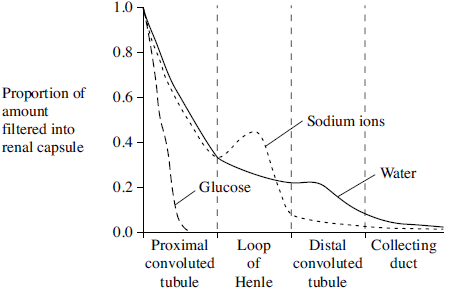 1.0
0.8
Proportion of
amount
filtered into
renal capsule
0.6
0.4
0.2
0.0
Sodium ions
Water
Glucose
Proximal
convoluted
tubule
Loop
of
Henle
Distal
convoluted
tubule
Collecting
duct